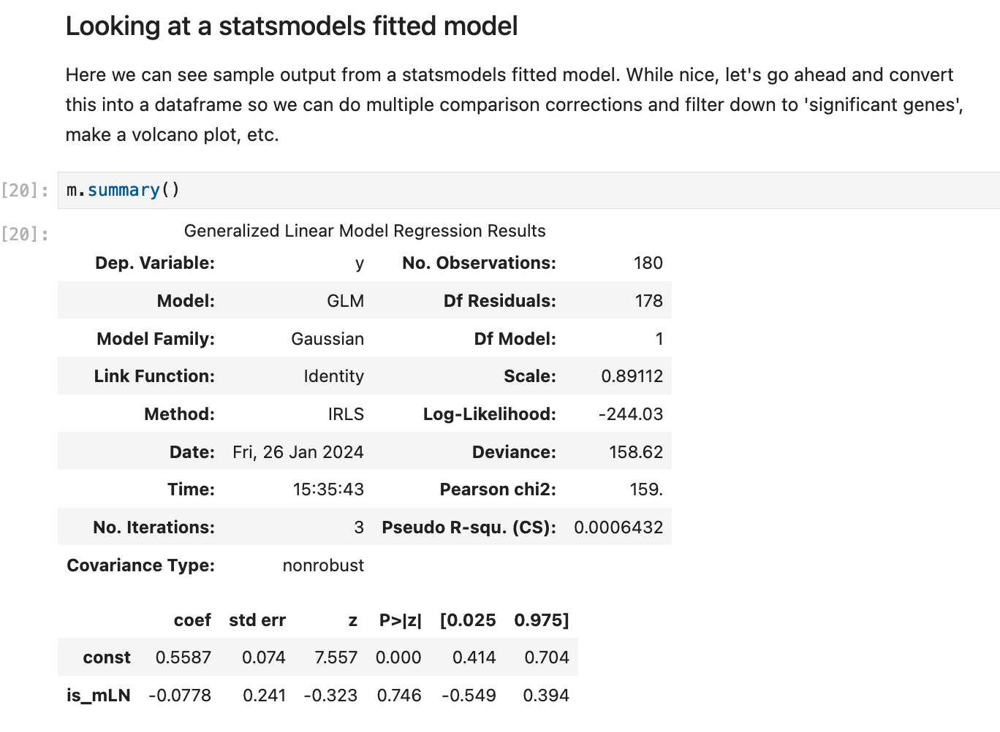 Looking at a statsmodels fitted model
Here we can see sample output from a statsmodels fitted model. While nice, let's go ahead and convert
this into a dataframe so we can do multiple comparison corrections and filter down to 'significant genes',
make a volcano plot, etc.
[20]: m.summary()
[20]:
Generalized Linear Model Regression Results
Dep. Variable: y No. Observations: 180
Model: GLM Df Residuals: 178
Model Family: Gaussian Df Model: 1
Link Function: Identity Scale: 0.89112
Method: IRLS Log-Likelihood: -244.03
Date: Fri, 26 Jan 2024 Deviance: 158.62
Time: 15:35:43 Pearson chi2: 159.
No. Iterations: 3 Pseudo R-squ. (CS): 0.0006432
Covariance Type: nonrobust
coef std err z P>|z| [0.025 0.975]
const 0.5587 0.074 7.557 0.000 0.414 0.704
is_mLN -0.0778 0.241 -0.323 0.746 -0.549 0.394